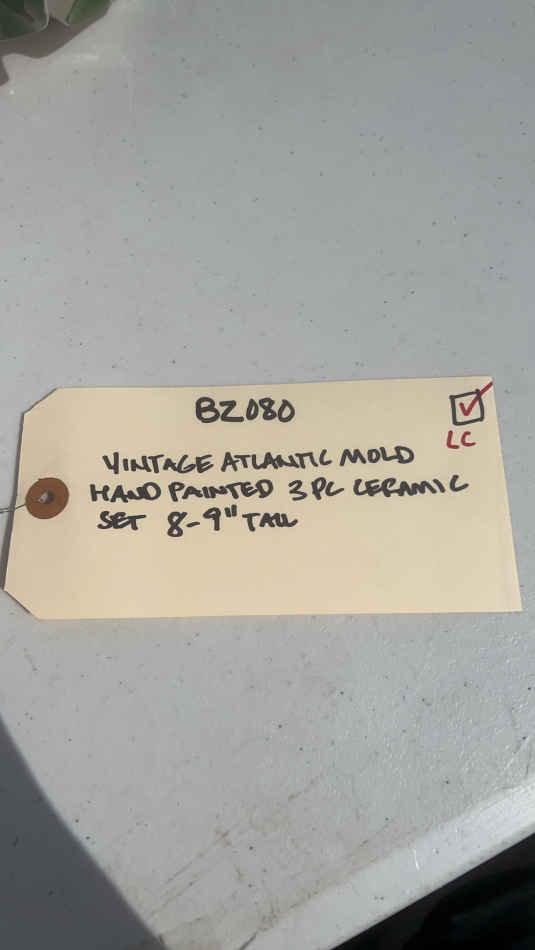 BZ080
LC
VINTAGE ATLANTIC MOLD
HAND PAINTED 3 PC CERAMIC
SET 8-9" TALL